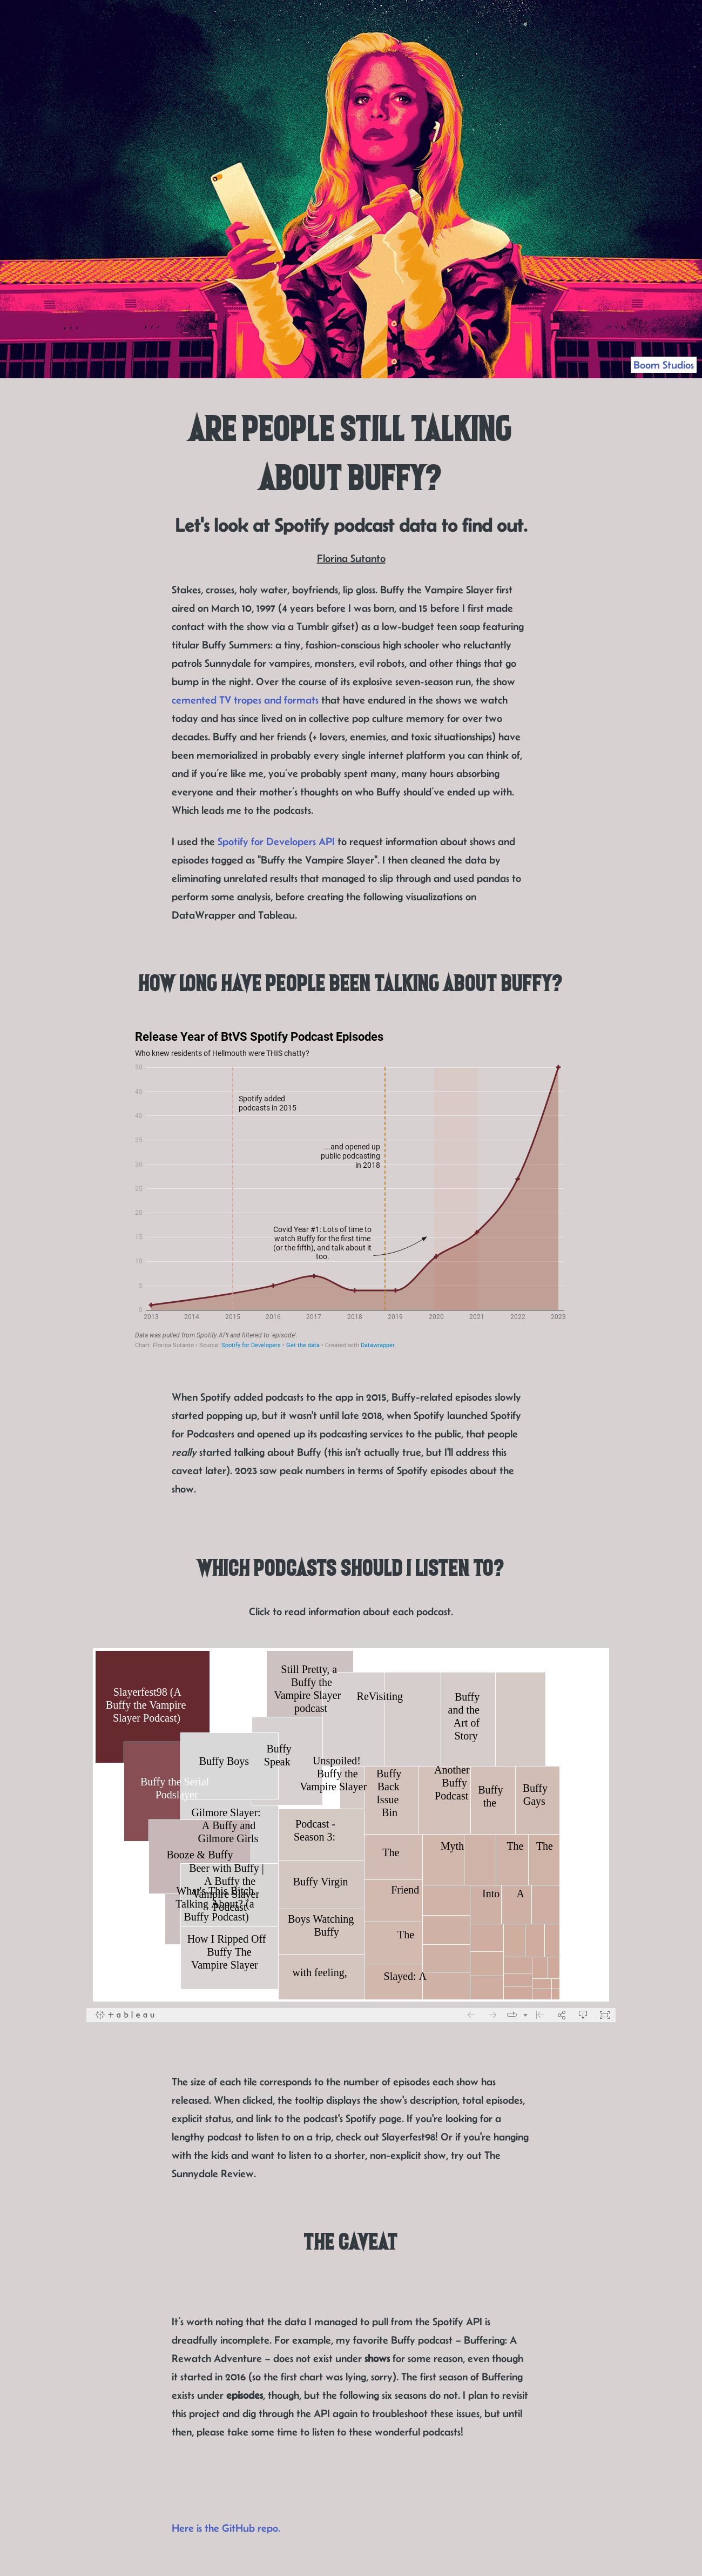 Boom Studios
ARE PEOPLE STILL TALKING
ABOUT BUFFY?
Let's look at Spotify podcast data to find out.
Florina Sutanto
Stakes, crosses, holy water, boyfriends, lip gloss. Buffy the Vampire Slayer first
aired on March 10, 1997 (4 years before I was born, and 15 before I first made
contact with the show via a Tumblr gifset) as a low-budget teen soap featuring
titular Buffy Summers: a tiny, fashion-conscious high schooler who reluctantly
patrols Sunnydale for vampires, monsters, evil robots, and other things that go
bump in the night. Over the course of its explosive seven-season run, the show
cemented TV tropes and formats that have endured in the shows we watch
today and has since lived on in collective pop culture memory for over two
decades. Buffy and her friends (+ lovers, enemies, and toxic situationships) have
been memorialized in probably every single internet platform you can think of,
and if you're like me, you've probably spent many, many hours absorbing
everyone and their mother's thoughts on who Buffy should've ended up with.
Which leads me to the podcasts.
I used the Spotify for Developers API to request information about shows and
episodes tagged as "Buffy the Vampire Slayer". I then cleaned the data by
eliminating unrelated results that managed to slip through and used pandas to
perform some analysis, before creating the following visualizations on
DataWrapper and Tableau.
HOW LONG HAVE PEOPLE BEEN TALKING ABOUT BUFFY?
Release Year of BtVS Spotify Podcast Episodes
Who knew residents of Hellmouth were THIS chatty?
50
45
40
35
30
25
20
15
10
5
0
Spotify added
podcasts in 2015
...and opened up
public podcasting
in 2018
Covid Year #1: Lots of time to
watch Buffy for the first time
(or the fifth), and talk about it
too.
2013 2014 2015 2016 2017 2018 2019 2020 2021 2022 2023
Data was pulled from Spotify API and filtered to 'episode'.
Chart: Florina Sutanto • Source: Spotify for Developers • Get the data • Created with Datawrapper
When Spotify added podcasts to the app in 2015, Buffy-related episodes slowly
started popping up, but it wasn't until late 2018, when Spotify launched Spotify
for Podcasters and opened up its podcasting services to the public, that people
really started talking about Buffy (this isn't actually true, but I'll address this
caveat later). 2023 saw peak numbers in terms of Spotify episodes about the
show.
WHICH PODCASTS SHOULD I LISTEN TO?
Click to read information about each podcast.
Slayerfest98 (A
Buffy the Vampire
Slayer Podcast)
Buffy the Serial
Podslayer
Booze & Buffy
What's This Bitch
Talking About? (a
Buffy Podcast)
Buffy Boys
Gilmore Slayer:
A Buffy and
Gilmore Girls
Beer with Buffy |
A Buffy the
Vampire Slayer
Podcast
How I Ripped Off
Buffy The
Vampire Slayer
Still Pretty, a
Buffy the
Vampire Slayer
podcast
Buffy
Speak
Unspoiled!
Buffy the
Vampire Slayer
Podcast -
Season 3:
Buffy Virgin
Boys Watching
Buffy
with feeling,
ReVisiting
Buffy
and the
Art of
Story
Buffy
Back
Issue
Bin
Another
Buffy
Podcast
Buffy
the
Buffy
Gays
The
Friend
The
Slayed: A
Myth
The
The
Into
A
+ableau
The size of each tile corresponds to the number of episodes each show has
released. When clicked, the tooltip displays the show's description, total episodes,
explicit status, and link to the podcast's Spotify page. If you're looking for a
lengthy podcast to listen to on a trip, check out Slayerfest98! Or if you're hanging
with the kids and want to listen to a shorter, non-explicit show, try out The
Sunnydale Review.
THE CAVEAT
It's worth noting that the data I managed to pull from the Spotify API is
dreadfully incomplete. For example, my favorite Buffy podcast – Buffering: A
Rewatch Adventure – does not exist under shows for some reason, even though
it started in 2016 (so the first chart was lying, sorry). The first season of Buffering
exists under episodes, though, but the following six seasons do not. I plan to revisit
this project and dig through the API again to troubleshoot these issues, but until
then, please take some time to listen to these wonderful podcasts!
Here is the GitHub repo.